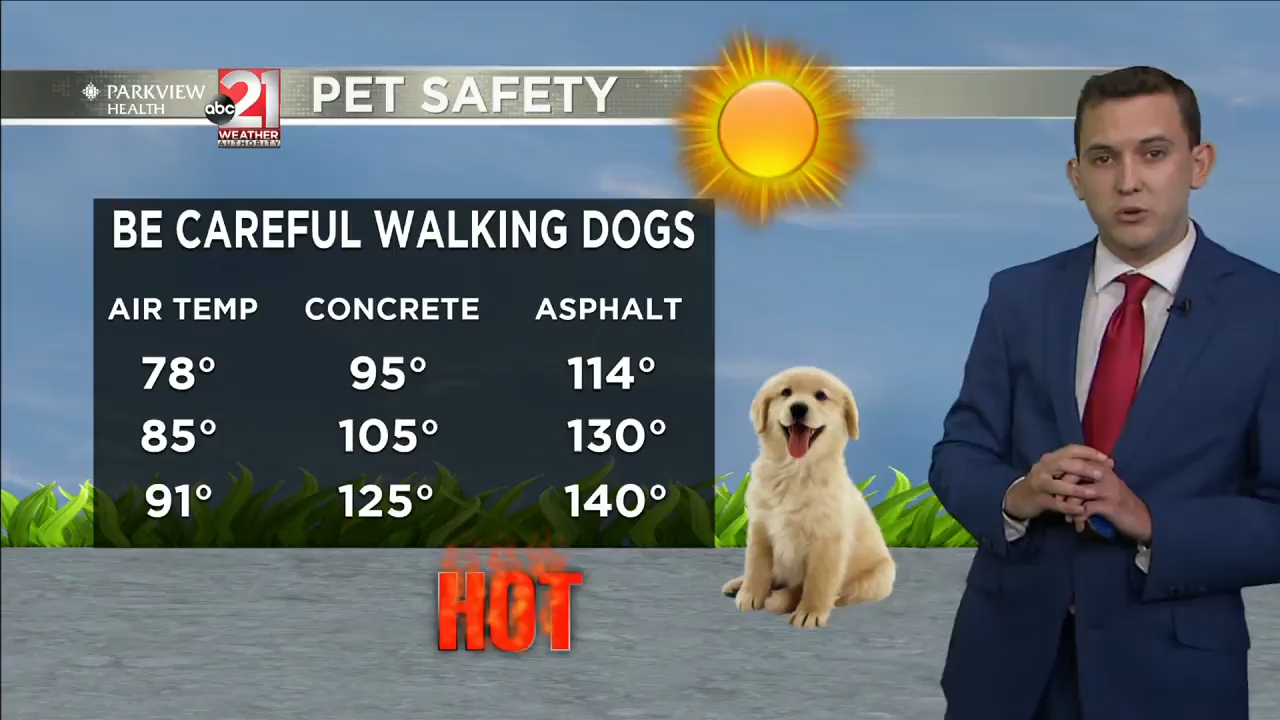 PARKVIEW
HEALTH
abc 21
WEATHER
AUTHORITY
PET SAFETY
BE CAREFUL WALKING DOGS
AIR TEMP CONCRETE ASPHALT
78° 95° 114°
85° 105° 130°
91° 125° 140°
HOT